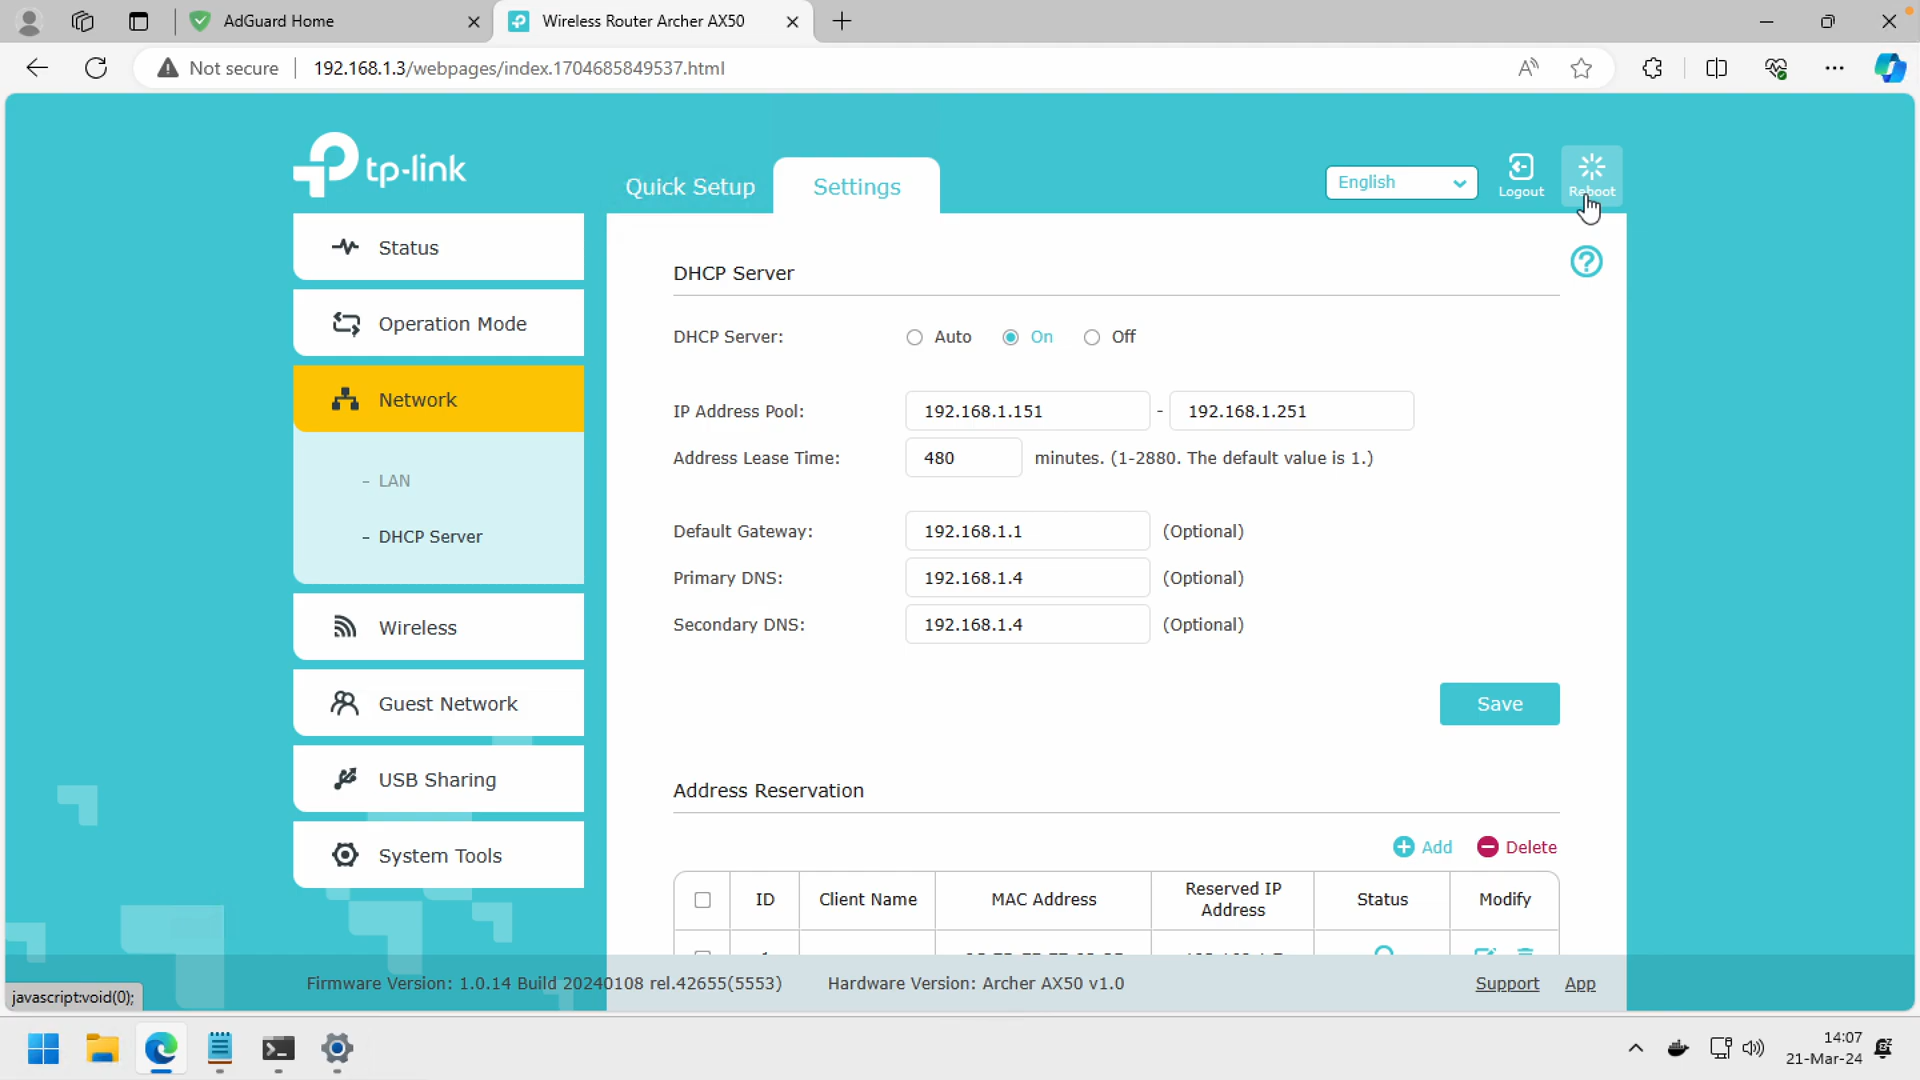 AdGuard Home
Wireless Router Archer AX50
Not secure
192.168.1.3/webpages/index.1704685849537.html
tp-link
Quick Setup
Settings
English
Logout
Reboot
Status
Operation Mode
Network
- LAN
- DHCP Server
Wireless
Guest Network
USB Sharing
System Tools
DHCP Server
DHCP Server: Auto On Off
IP Address Pool: 192.168.1.151 - 192.168.1.251
Address Lease Time: 480 minutes. (1-2880. The default value is 1.)
Default Gateway: 192.168.1.1 (Optional)
Primary DNS: 192.168.1.4 (Optional)
Secondary DNS: 192.168.1.4 (Optional)
Save
Address Reservation
Add Delete
ID Client Name MAC Address Reserved IP Address Status Modify
Firmware Version: 1.0.14 Build 20240108 rel.42655(5553) Hardware Version: Archer AX50 v1.0 Support App
javascript:void(0);
14:07
21-Mar-24